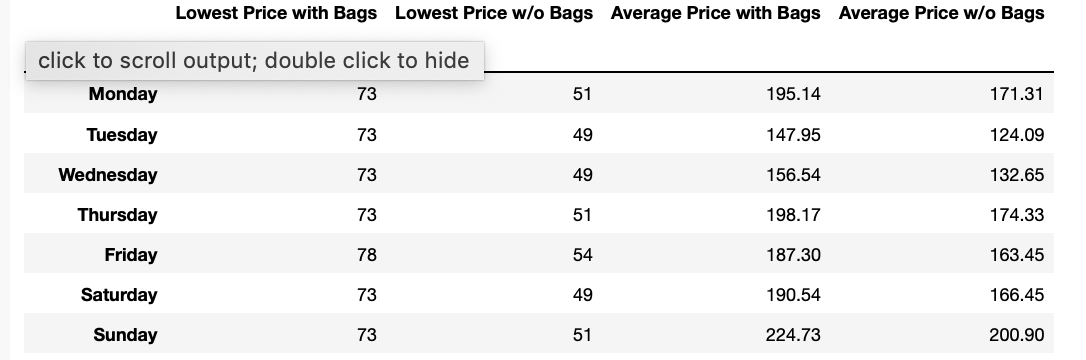 Lowest Price with Bags Lowest Price w/o Bags Average Price with Bags Average Price w/o Bags
click to scroll output; double click to hide
Monday 73 51 195.14 171.31
Tuesday 73 49 147.95 124.09
Wednesday 73 49 156.54 132.65
Thursday 73 51 198.17 174.33
Friday 78 54 187.30 163.45
Saturday 73 49 190.54 166.45
Sunday 73 51 224.73 200.90